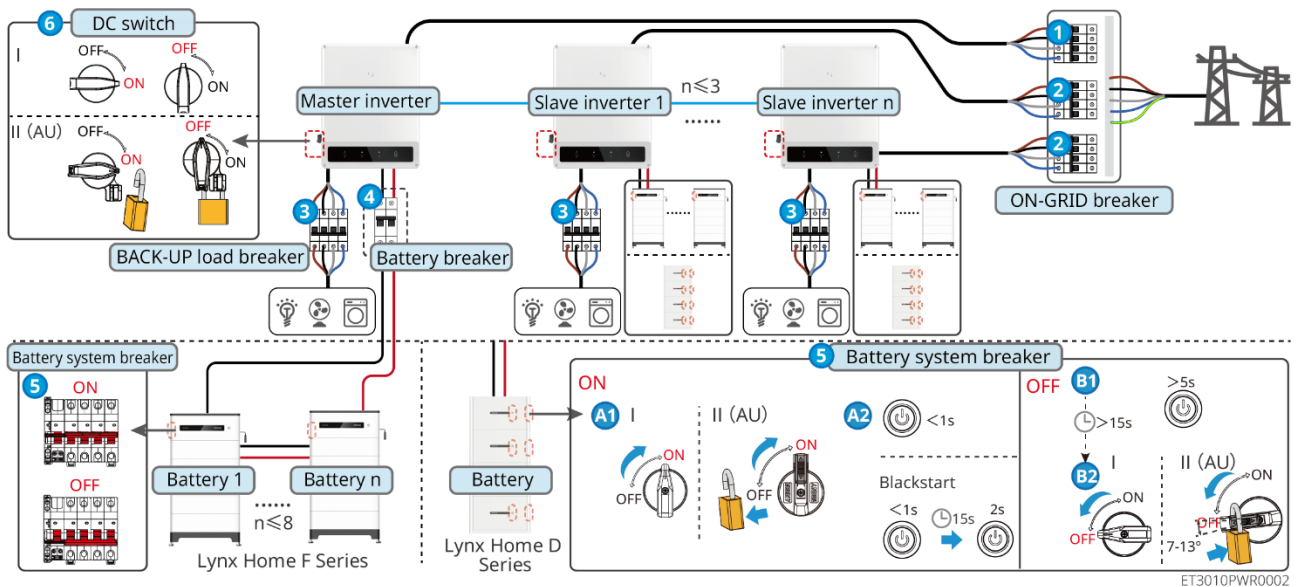 6 DC switch
I
OFF
ON
OFF
ON
II (AU)
OFF
ON
OFF
ON
Master inverter
Slave inverter 1
n≤3
......
Slave inverter n
1
2
2
ON-GRID breaker
3
4
3
3
BACK-UP load breaker
Battery breaker
......
......
Battery system breaker
5
ON
OFF
Battery 1
Battery n
......
n≤8
Lynx Home F Series
Battery
Lynx Home D
Series
5 Battery system breaker
ON
A1
I
ON
OFF
II (AU)
ON
OFF
A2
<1s
Blackstart
<1s
15s
2s
OFF
B1
>5s
>15s
B2
I
ON
OFF
II (AU)
ON
OFF
7-13°
ET3010PWR0002